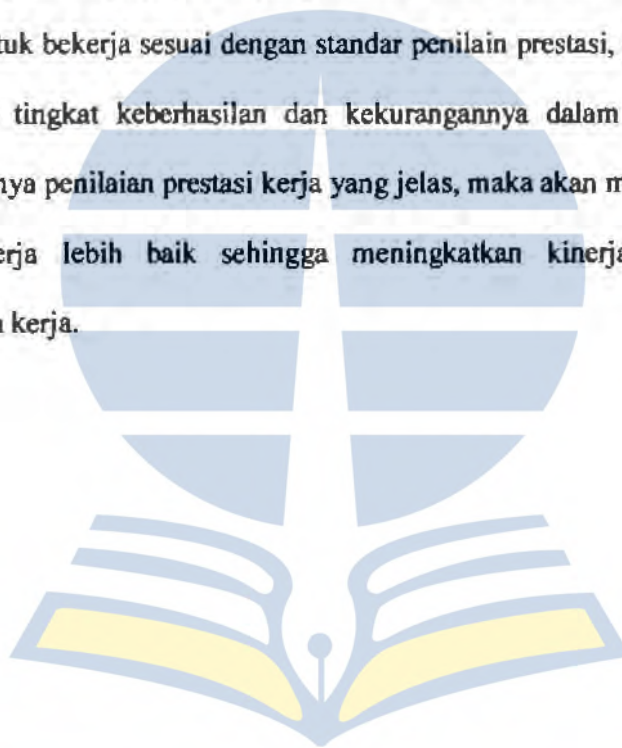 tuk bekerja sesuai dengan standar penilain prestasi,
tingkat keberhasilan dan kekurangannya dalam
nya penilaian prestasi kerja yang jelas, maka akan m
erja lebih baik sehingga meningkatkan kinerja
kerja.